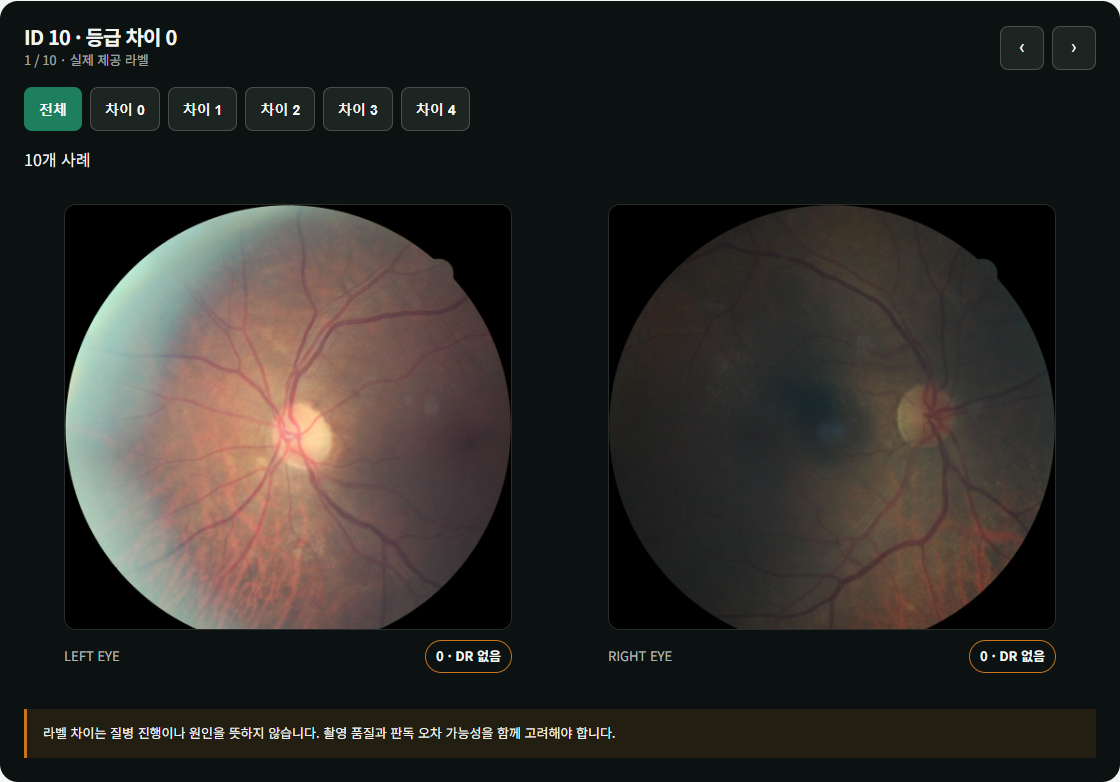 ID 10 · 등급 차이 0
1 / 10 · 실제 제공 라벨
‹ ›
전체 차이 0 차이 1 차이 2 차이 3 차이 4
10개 사례
LEFT EYE 0 · DR 없음 RIGHT EYE 0 · DR 없음
라벨 차이는 질병 진행이나 원인을 뜻하지 않습니다. 촬영 품질과 판독 오차 가능성을 함께 고려해야 합니다.